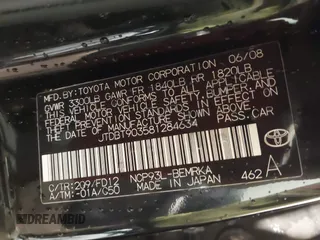 MFD.BY:TOYOTA MOTOR CORPORATION 06/08
GVWR 3300LB GAWR FR 1840LB RR 1820LB
THIS VEHICLE CONFORMS TO ALL APPLICABLE
FEDERAL MOTOR VEHICLE SAFETY, BUMPER,
AND THEFT PREVENTION STANDARDS IN
EFFECT ON THE DATE OF MANUFACTURE
SHOWN ABOVE.
JTDBT903581284634 PASS.CAR
NCP93L-BEMRKA
C/TR:209/FD12 MADE IN JAPAN 462 A
A/TM:-01A/C50
DREAMBID